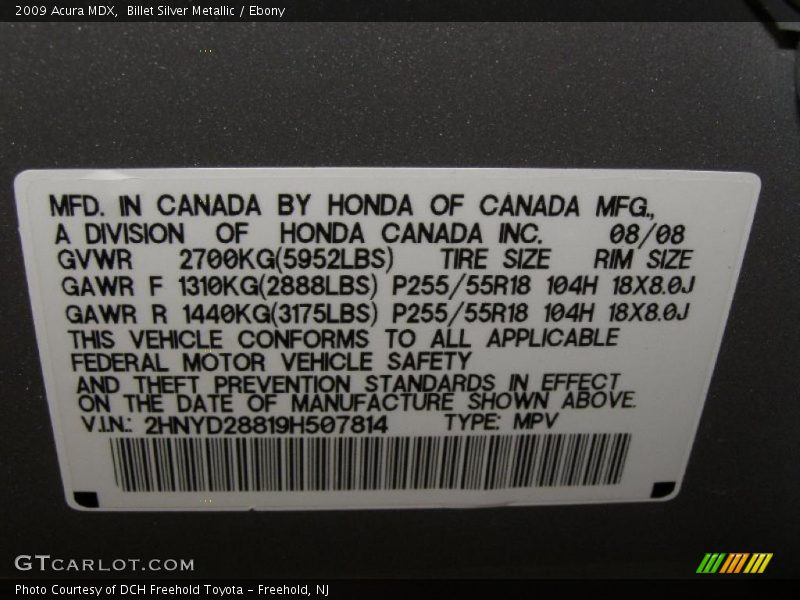 2009 Acura MDX, Billet Silver Metallic / Ebony
MFD. IN CANADA BY HONDA OF CANADA MFG.,
A DIVISION OF HONDA CANADA INC. 08/08
GVWR 2700KG(5952LBS) TIRE SIZE RIM SIZE
GAWR F 1310KG(2888LBS) P255/55R18 104H 18X8.0J
GAWR R 1440KG(3175LBS) P255/55R18 104H 18X8.0J
THIS VEHICLE CONFORMS TO ALL APPLICABLE
FEDERAL MOTOR VEHICLE SAFETY
AND THEFT PREVENTION STANDARDS IN EFFECT
ON THE DATE OF MANUFACTURE SHOWN ABOVE.
V.I.N.: 2HNYD28819H507814 TYPE: MPV
GTCARLOT.COM
Photo Courtesy of DCH Freehold Toyota - Freehold, NJ